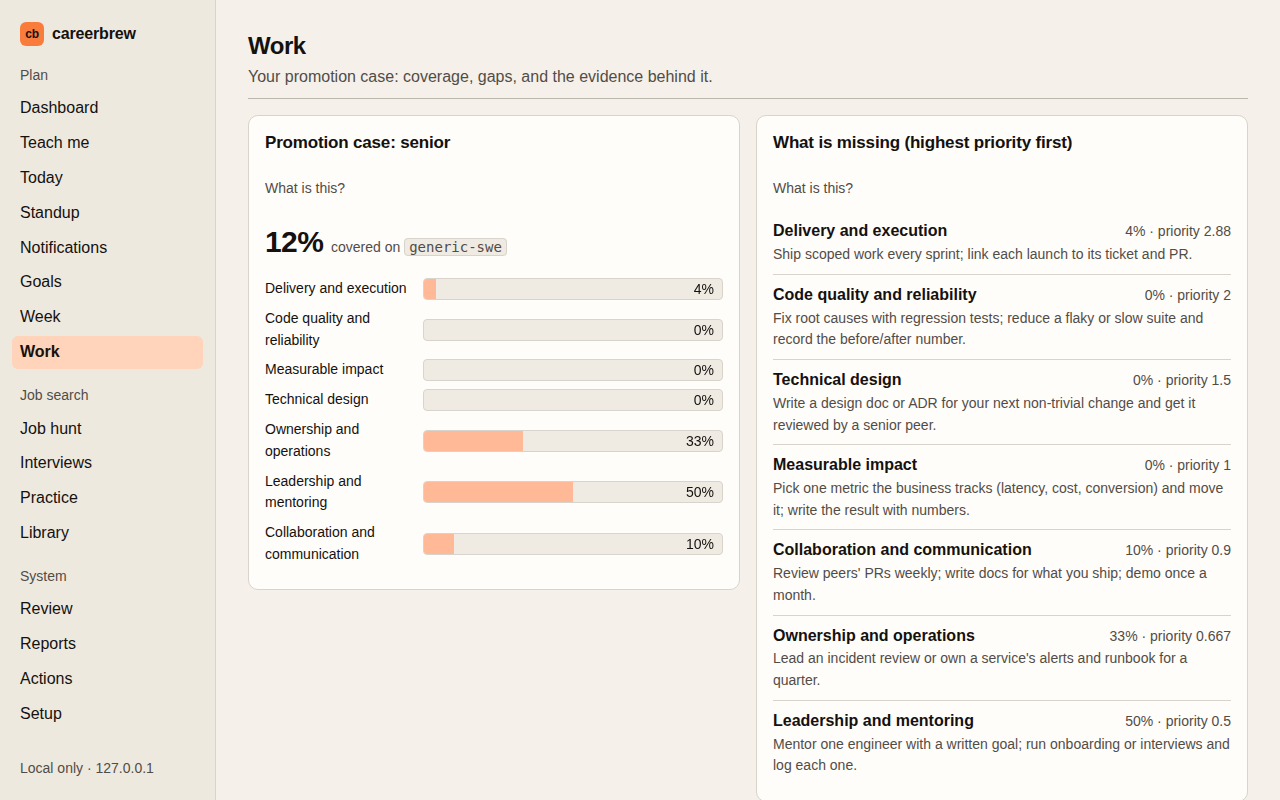 cb careerbrew
Plan
Dashboard
Teach me
Today
Standup
Notifications
Goals
Week
Work
Job search
Job hunt
Interviews
Practice
Library
System
Review
Reports
Actions
Setup
Local only · 127.0.0.1
Work
Your promotion case: coverage, gaps, and the evidence behind it.
Promotion case: senior
What is this?
12% covered on generic-swe
Delivery and execution 4%
Code quality and
reliability 0%
Measurable impact 0%
Technical design 0%
Ownership and
operations 33%
Leadership and
mentoring 50%
Collaboration and
communication 10%
What is missing (highest priority first)
What is this?
Delivery and execution 4% · priority 2.88
Ship scoped work every sprint; link each launch to its ticket and PR.
Code quality and reliability 0% · priority 2
Fix root causes with regression tests; reduce a flaky or slow suite and
record the before/after number.
Technical design 0% · priority 1.5
Write a design doc or ADR for your next non-trivial change and get it
reviewed by a senior peer.
Measurable impact 0% · priority 1
Pick one metric the business tracks (latency, cost, conversion) and move
it; write the result with numbers.
Collaboration and communication 10% · priority 0.9
Review peers' PRs weekly; write docs for what you ship; demo once a
month.
Ownership and operations 33% · priority 0.667
Lead an incident review or own a service's alerts and runbook for a
quarter.
Leadership and mentoring 50% · priority 0.5
Mentor one engineer with a written goal; run onboarding or interviews and
log each one.